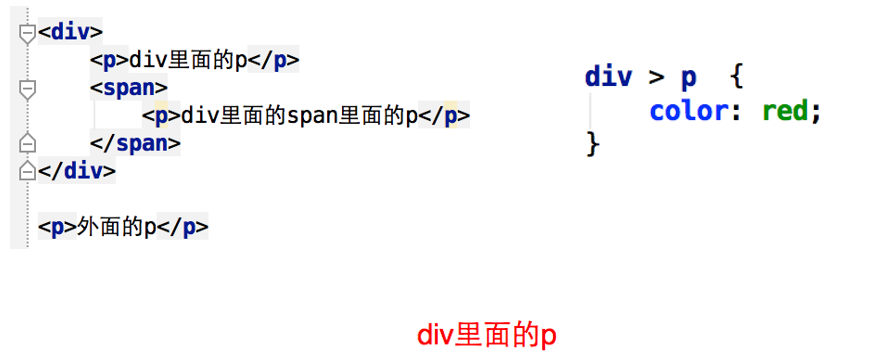 <div>
<p>div里面的p</p>
<span>
<p>div里面的span里面的p</p>
</span>
</div>
<p>外面的p</p>
div > p {
color: red;
}
div里面的p